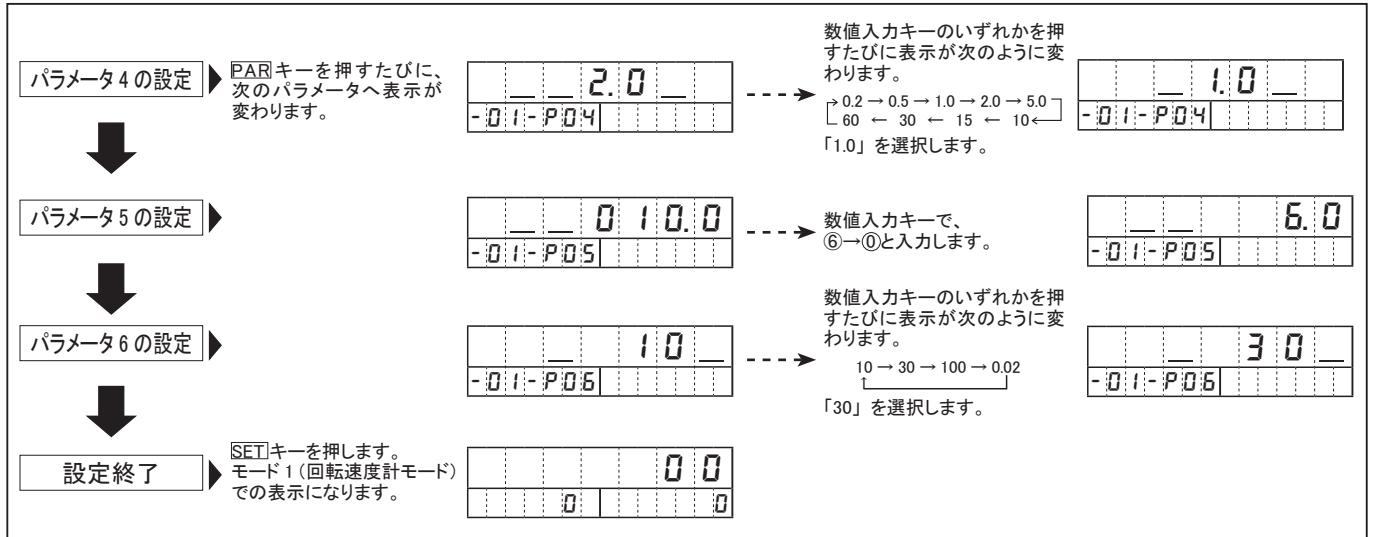 パラメータ4の設定
PARキーを押すたびに、
次のパラメータへ表示が
変わります。
_ _ 2.0 _
-01-P04
数値入力キーのいずれかを押
すたびに表示が次のように変
わります。
→ 0.2 → 0.5 → 1.0 → 2.0 → 5.0
60 ← 30 ← 15 ← 10 ←
「1.0」を選択します。
_ 1.0 _
-01-P04
パラメータ5の設定
_ _ 010.0
-01-P05
数値入力キーで、
⑥→⓪と入力します。
_ _ 6.0
-01-P05
パラメータ6の設定
_ 10 _
-01-P06
数値入力キーのいずれかを押
すたびに表示が次のように変
わります。
10 → 30 → 100 → 0.02
「30」を選択します。
_ 30 _
-01-P06
設定終了
SETキーを押します。
モード1(回転速度計モード)
での表示になります。
00
0 0